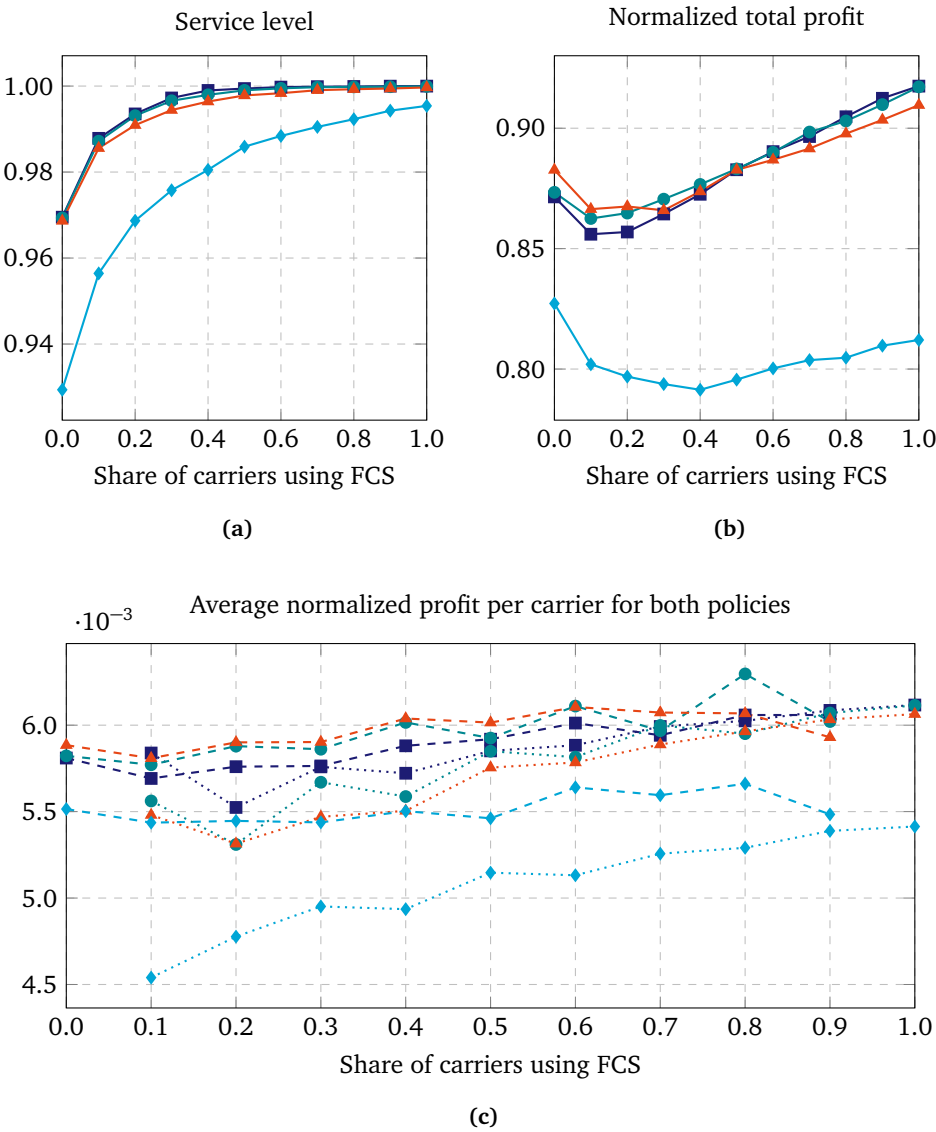 Service level
1.00
0.98
0.96
0.94
0.0 0.2 0.4 0.6 0.8 1.0
Share of carriers using FCS
(a)
Normalized total profit
0.90
0.85
0.80
0.0 0.2 0.4 0.6 0.8 1.0
Share of carriers using FCS
(b)
Average normalized profit per carrier for both policies
·10−3
6.0
5.5
5.0
4.5
0.0 0.1 0.2 0.3 0.4 0.5 0.6 0.7 0.8 0.9 1.0
Share of carriers using FCS
(c)